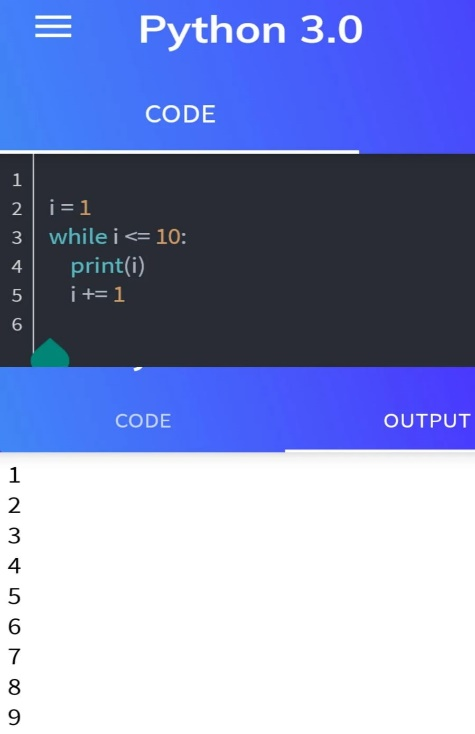 Python 3.0
CODE
1
2 i = 1
3 while i <= 10:
4 print(i)
5 i += 1
6
CODE OUTPUT
1
2
3
4
5
6
7
8
9